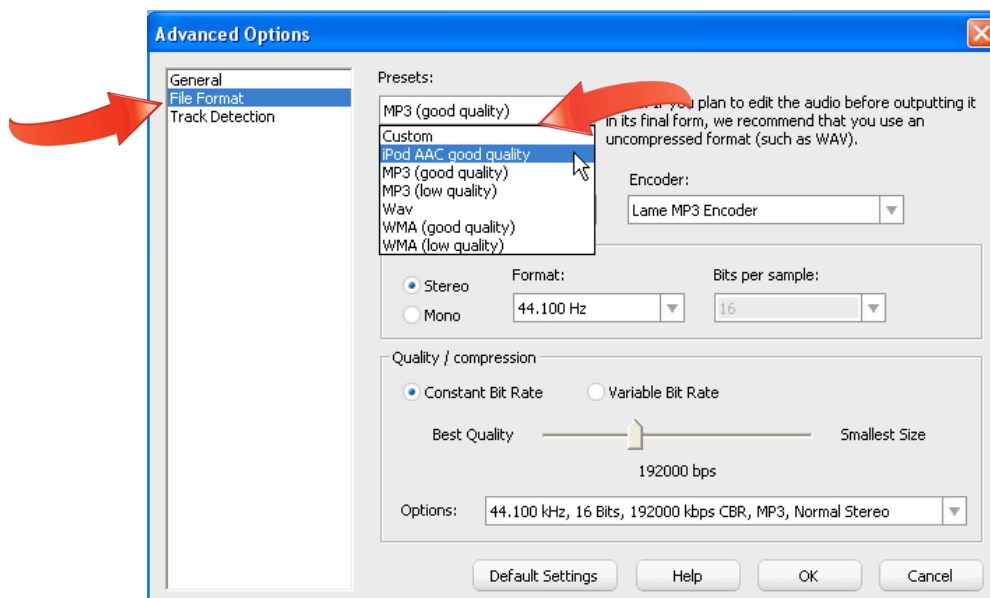 Advanced Options
General
File Format
Track Detection
Presets:
MP3 (good quality)
Custom
iPod AAC good quality
MP3 (good quality)
MP3 (low quality)
Wav
WMA (good quality)
WMA (low quality)
you plan to edit the audio before outputting it
in its final form, we recommend that you use an
uncompressed format (such as WAV).
Encoder:
Lame MP3 Encoder
Stereo
Mono
Format:
44.100 Hz
Bits per sample:
16
Quality / compression
Constant Bit Rate
Variable Bit Rate
Best Quality
Smallest Size
192000 bps
Options:
44.100 kHz, 16 Bits, 192000 kbps CBR, MP3, Normal Stereo
Default Settings
Help
OK
Cancel